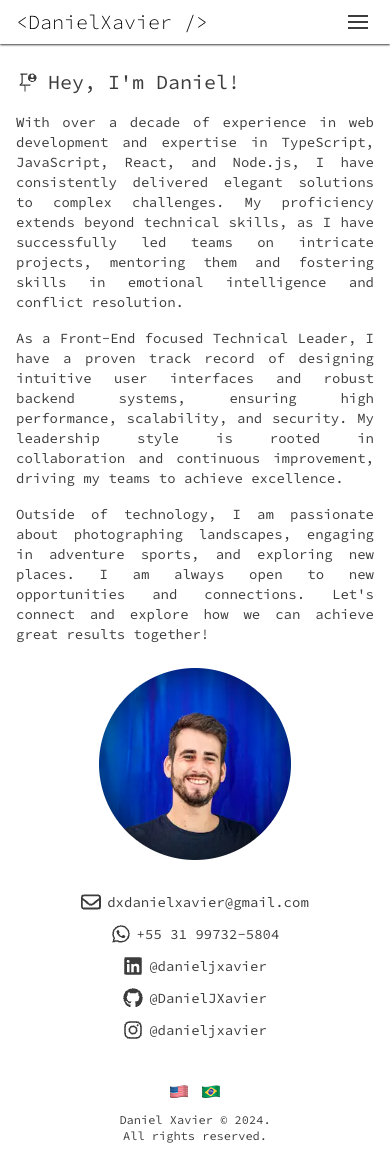 <DanielXavier />
Hey, I'm Daniel!
With over a decade of experience in web
development and expertise in TypeScript,
JavaScript, React, and Node.js, I have
consistently delivered elegant solutions
to complex challenges. My proficiency
extends beyond technical skills, as I have
successfully led teams on intricate
projects, mentoring them and fostering
skills in emotional intelligence and
conflict resolution.
As a Front-End focused Technical Leader, I
have a proven track record of designing
intuitive user interfaces and robust
backend systems, ensuring high
performance, scalability, and security. My
leadership style is rooted in
collaboration and continuous improvement,
driving my teams to achieve excellence.
Outside of technology, I am passionate
about photographing landscapes, engaging
in adventure sports, and exploring new
places. I am always open to new
opportunities and connections. Let's
connect and explore how we can achieve
great results together!
dxdanielxavier@gmail.com
+55 31 99732-5804
@danieljxavier
@DanielJXavier
@danieljxavier
Daniel Xavier © 2024.
All rights reserved.